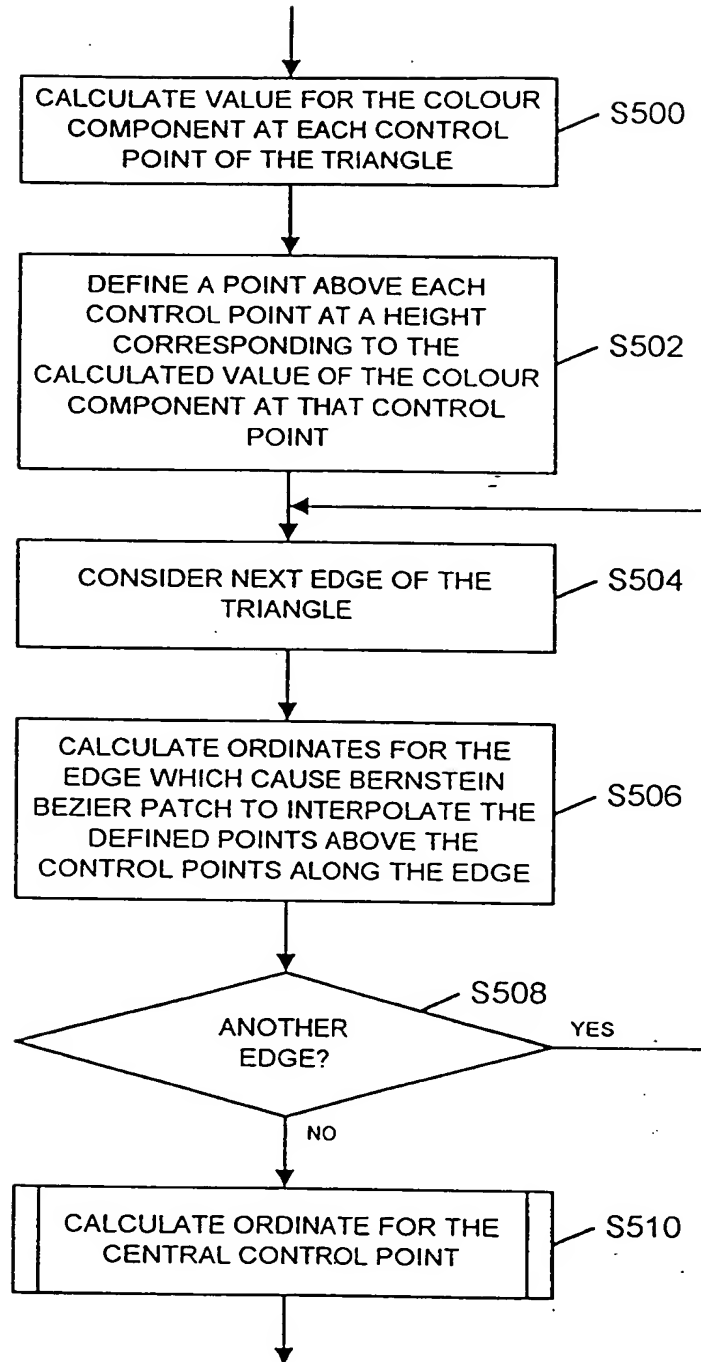 CALCULATE VALUE FOR THE COLOUR
COMPONENT AT EACH CONTROL
POINT OF THE TRIANGLE
S500
DEFINE A POINT ABOVE EACH
CONTROL POINT AT A HEIGHT
CORRESPONDING TO THE
CALCULATED VALUE OF THE COLOUR
COMPONENT AT THAT CONTROL
POINT
S502
CONSIDER NEXT EDGE OF THE
TRIANGLE
S504
CALCULATE ORDINATES FOR THE
EDGE WHICH CAUSE BERNSTEIN
BEZIER PATCH TO INTERPOLATE THE
DEFINED POINTS ABOVE THE
CONTROL POINTS ALONG THE EDGE
S506
S508
ANOTHER
EDGE?
YES
NO
CALCULATE ORDINATE FOR THE
CENTRAL CONTROL POINT
S510